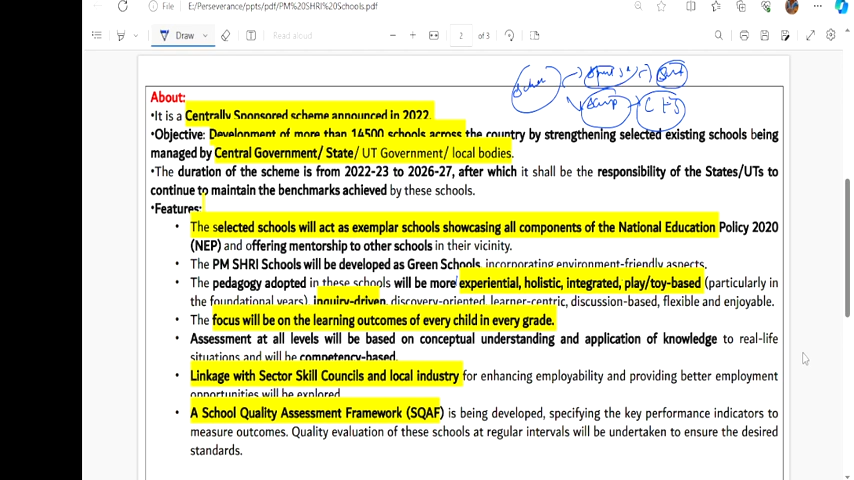 File
E:/Perseverance/ppts/pdf/PM%20SHRI%20Schools.pdf
Draw
Read aloud
2 of 3
About:
•It is a Centrally Sponsored scheme announced in 2022.
•Objective: Development of more than 14500 schools across the country by strengthening selected existing schools being
managed by Central Government/ State/ UT Government/ local bodies.
•The duration of the scheme is from 2022-23 to 2026-27, after which it shall be the responsibility of the States/UTs to
continue to maintain the benchmarks achieved by these schools.
•Features:
• The selected schools will act as exemplar schools showcasing all components of the National Education Policy 2020
(NEP) and offering mentorship to other schools in their vicinity.
• The PM SHRI Schools will be developed as Green Schools, incorporating environment-friendly aspects.
• The pedagogy adopted in these schools will be more experiential, holistic, integrated, play/toy-based (particularly in
the foundational years), inquiry-driven, discovery-oriented, learner-centric, discussion-based, flexible and enjoyable.
• The focus will be on the learning outcomes of every child in every grade.
• Assessment at all levels will be based on conceptual understanding and application of knowledge to real-life
situations and will be competency-based.
• Linkage with Sector Skill Councils and local industry for enhancing employability and providing better employment
opportunities will be explored.
• A School Quality Assessment Framework (SQAF) is being developed, specifying the key performance indicators to
measure outcomes. Quality evaluation of these schools at regular intervals will be undertaken to ensure the desired
standards.